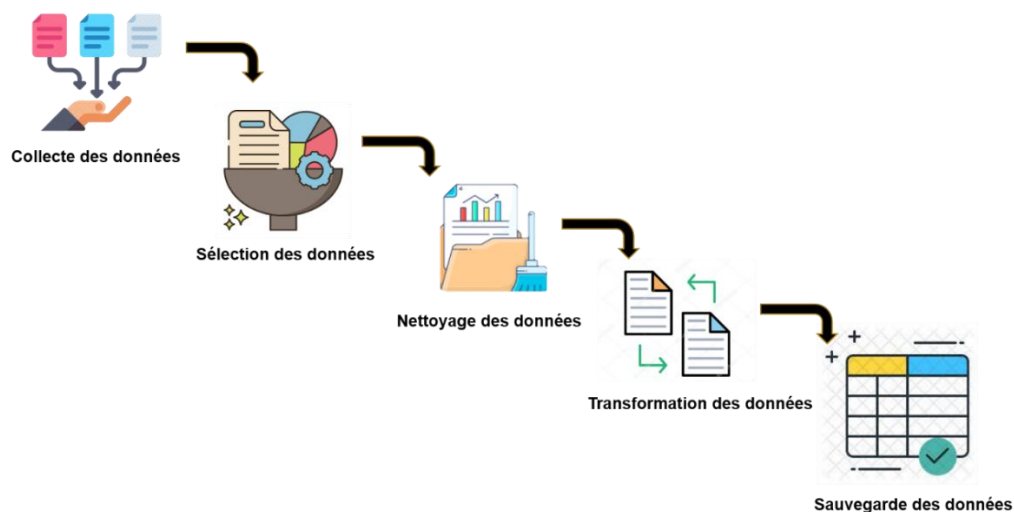 Collecte des données
Sélection des données
Nettoyage des données
Transformation des données
Sauvegarde des données